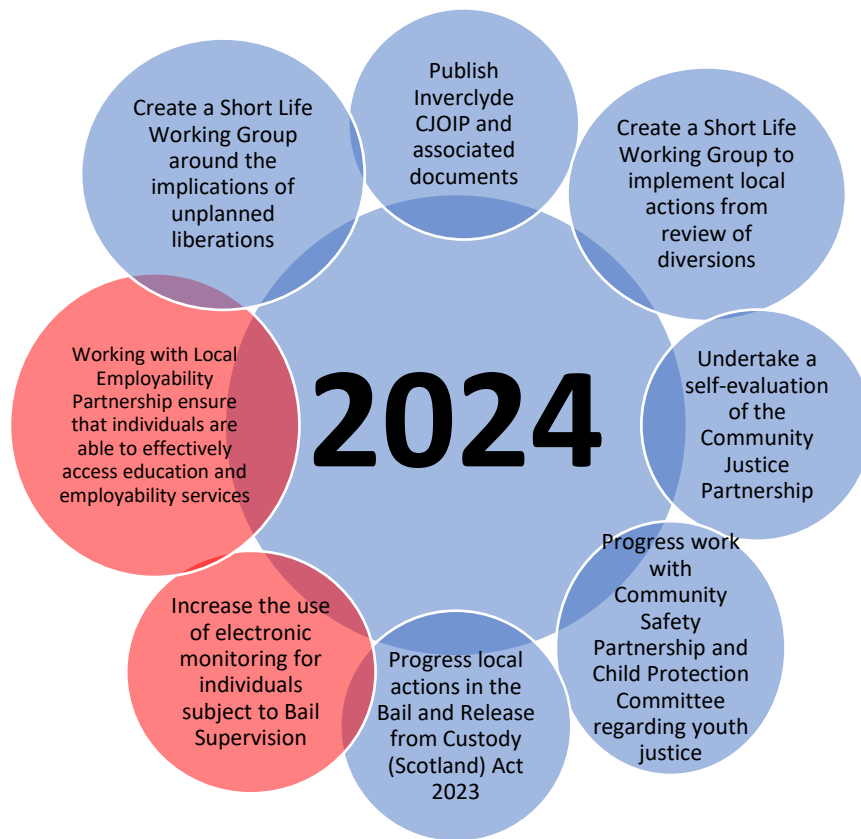 Publish
Inverclyde
CJOIP and
associated
documents
Create a Short Life
Working Group to
implement local
actions from
review of
diversions
Undertake a
self-evaluation
of the
Community
Justice
Partnership
Progress work
with
Community
Safety
Partnership and
Child Protection
Committee
regarding youth
justice
Progress local
actions in the
Bail and Release
from Custody
(Scotland) Act
2023
Increase the use
of electronic
monitoring for
individuals
subject to Bail
Supervision
Working with Local
Employability
Partnership ensure
that individuals are
able to effectively
access education and
employability services
Create a Short Life
Working Group
around the
implications of
unplanned
liberations
2024